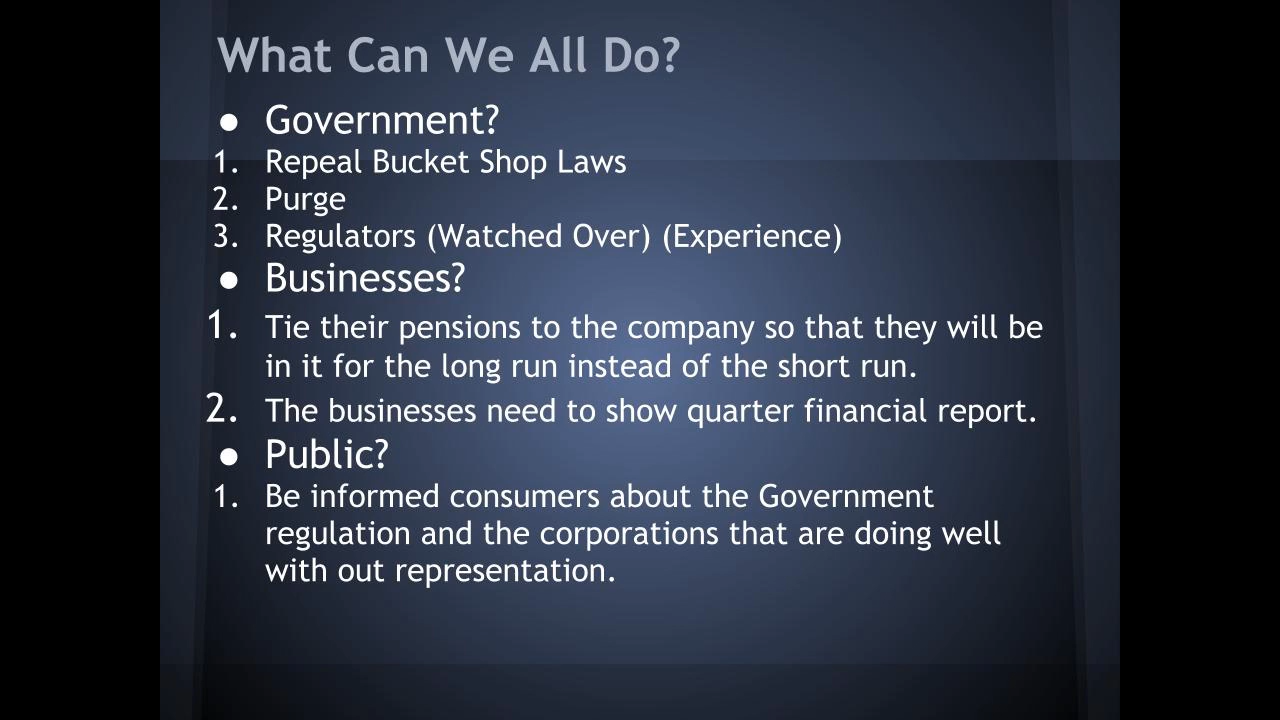 What Can We All Do?
● Government?
1. Repeal Bucket Shop Laws
2. Purge
3. Regulators (Watched Over) (Experience)
● Businesses?
1. Tie their pensions to the company so that they will be
in it for the long run instead of the short run.
2. The businesses need to show quarter financial report.
● Public?
1. Be informed consumers about the Government
regulation and the corporations that are doing well
with out representation.